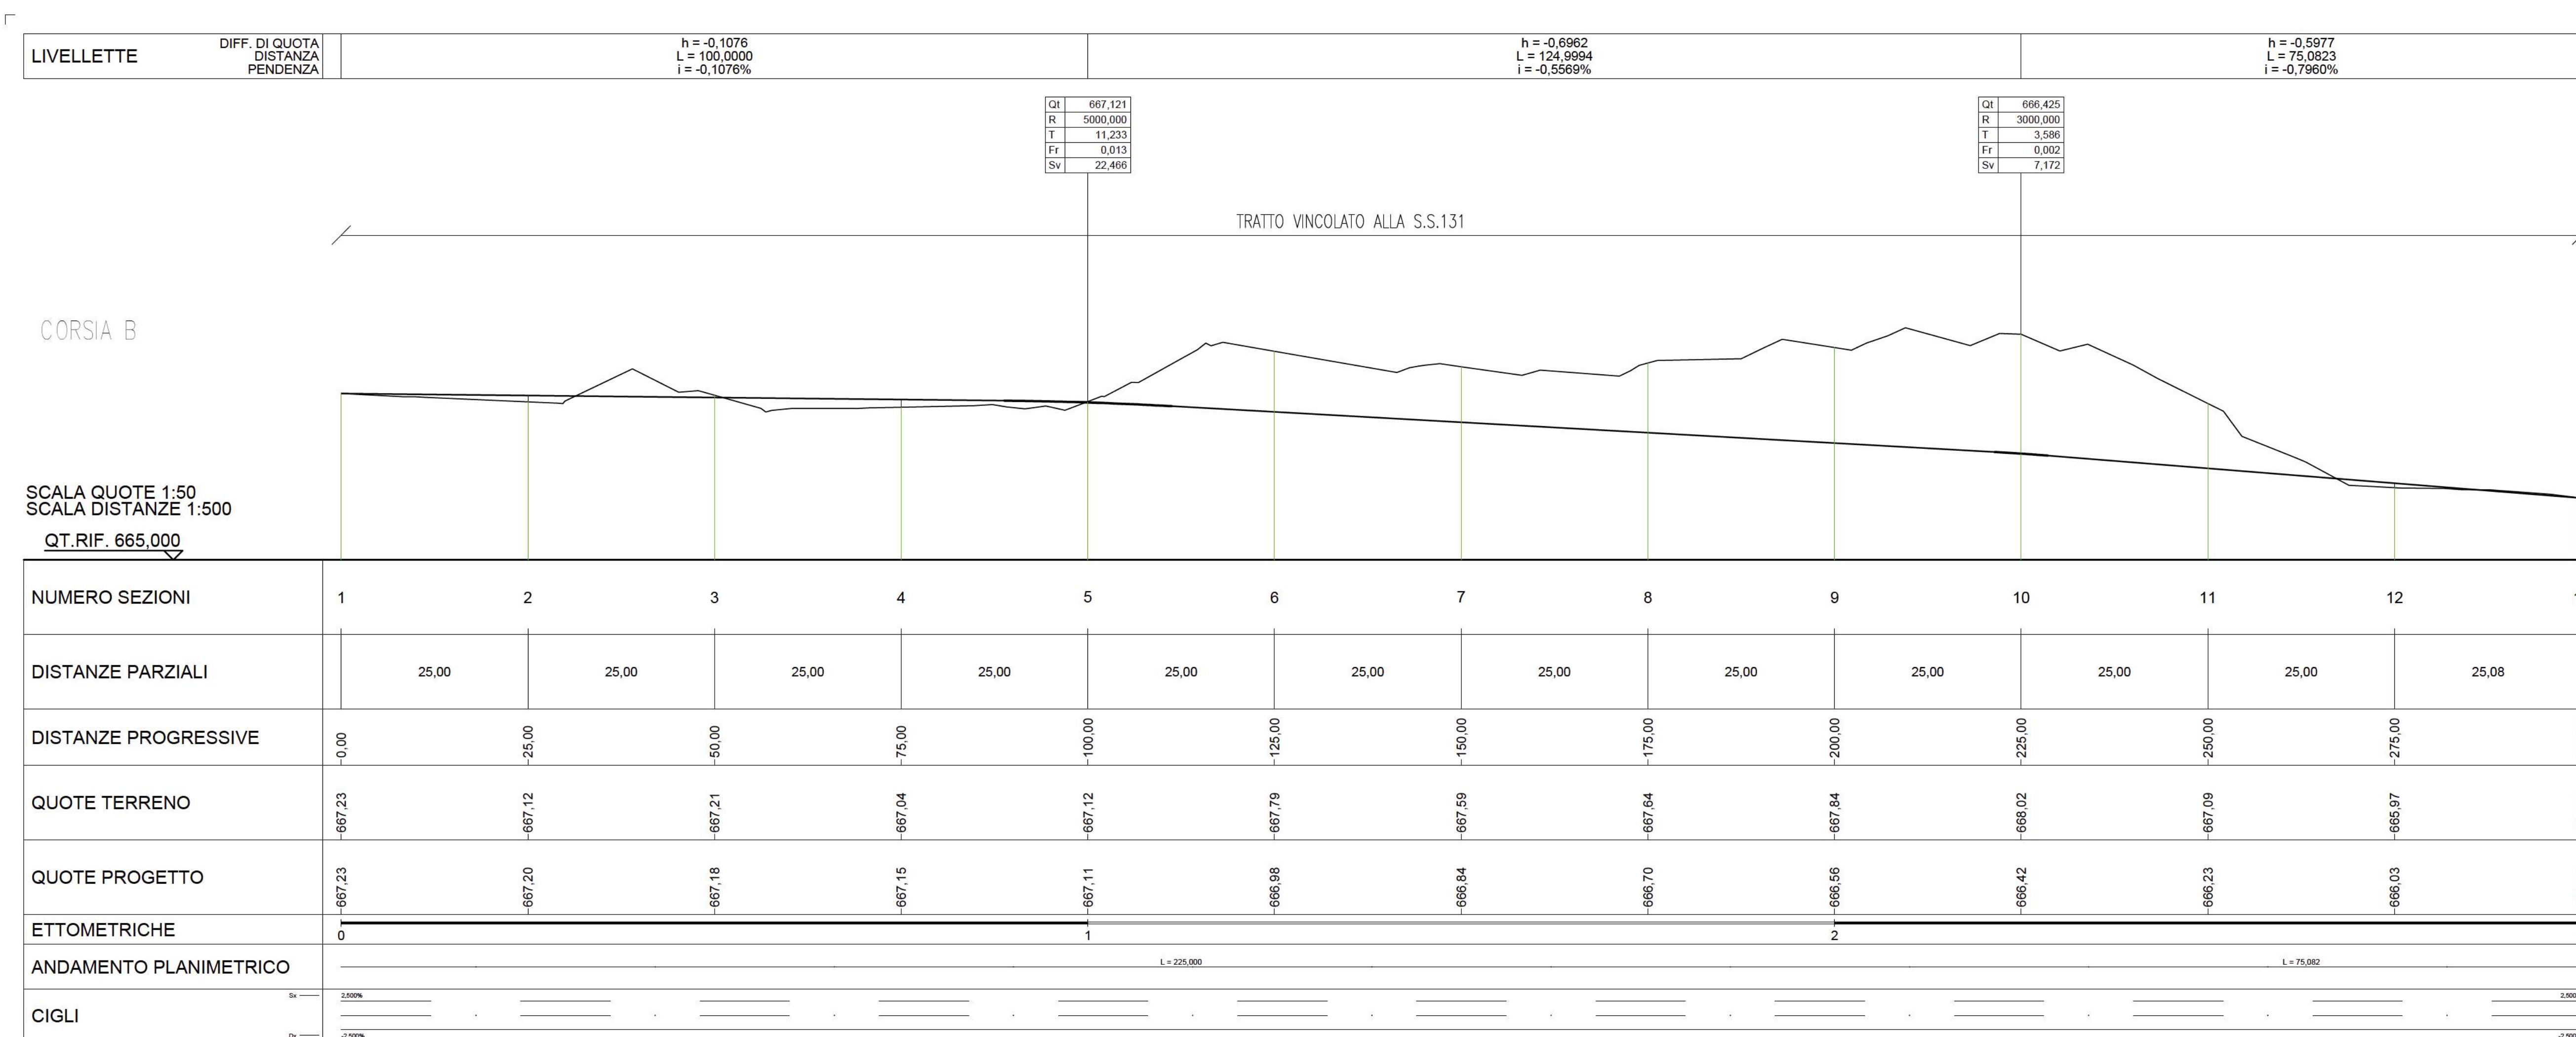 LIVELLETTE
DIFF. DI QUOTA
DISTANZA
PENDENZA
h = -0,1076
L = 100,0000
i = -0,1076%
h = -0,6962
L = 124,9994
i = -0,5569%
h = -0,5977
L = 75,0823
i = -0,7960%
Qt 667,121
R 5000,000
T 11,233
Fr 0,013
Sv 22,466
Qt 666,425
R 3000,000
T 3,586
Fr 0,002
Sv 7,172
TRATTO VINCOLATO ALLA S.S.131
CORSIA B
SCALA QUOTE 1:50
SCALA DISTANZE 1:500
QT.RIF. 665,000
NUMERO SEZIONI 1 2 3 4 5 6 7 8 9 10 11 12
DISTANZE PARZIALI 25,00 25,00 25,00 25,00 25,00 25,00 25,00 25,00 25,00 25,00 25,00 25,08
DISTANZE PROGRESSIVE 0,00 25,00 50,00 75,00 100,00 125,00 150,00 175,00 200,00 225,00 250,00 275,00
QUOTE TERRENO 667,23 667,12 667,21 667,04 667,12 667,79 667,59 667,64 667,84 668,02 667,09 665,97
QUOTE PROGETTO 667,23 667,20 667,18 667,15 667,11 666,98 666,84 666,70 666,56 666,42 666,23 666,03
ETTOMETRICHE 0 1 2
ANDAMENTO PLANIMETRICO L = 225,000 L = 75,082
CIGLI
Sx 2,500% 2,500
Dx -2,500% -2,500